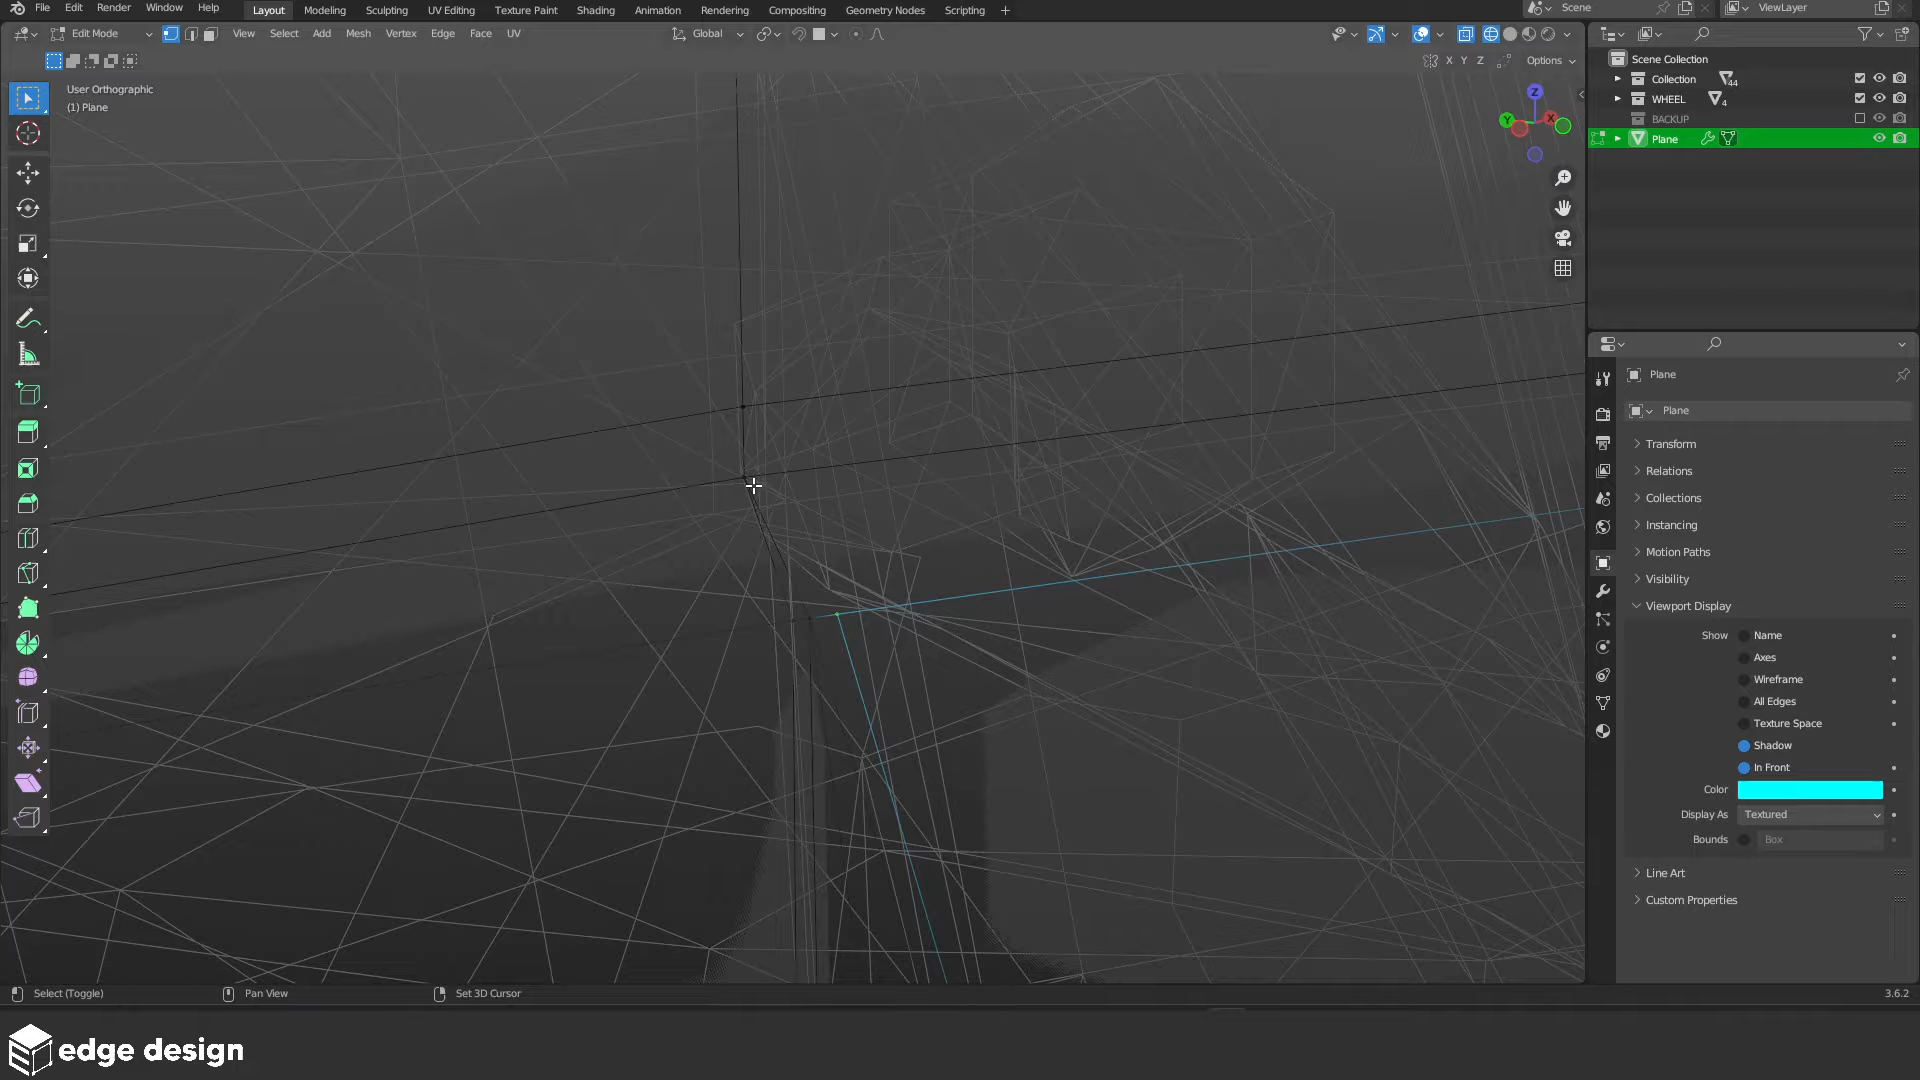 File Edit Render Window Help Layout Modeling Sculpting UV Editing Texture Paint Shading Animation Rendering Compositing Geometry Nodes Scripting + Scene ViewLayer
Edit Mode View Select Add Mesh Vertex Edge Face UV Global
X Y Z Options
User Orthographic
(1) Plane
Z
Y X
Scene Collection
Collection 44
WHEEL 4
BACKUP
Plane
Plane
Plane
Transform
Relations
Collections
Instancing
Motion Paths
Visibility
Viewport Display
Show Name
Axes
Wireframe
All Edges
Texture Space
Shadow
In Front
Color
Display As Textured
Bounds Box
Line Art
Custom Properties
Select (Toggle) Pan View Set 3D Cursor 3.6.2
edge design